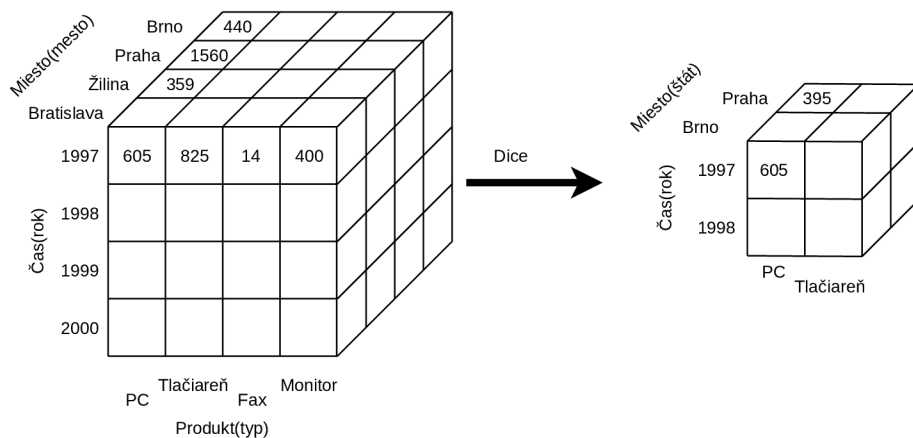 Miesto(mesto)
Brno
440
Praha
1560
Žilina
359
Bratislava
1997
605
825
14
400
1998
1999
2000
Čas(rok)
PC
Tlačiareň
Fax
Monitor
Produkt(typ)
Dice
Miesto(štát)
Praha
395
Brno
1997
605
1998
Čas(rok)
PC
Tlačiareň